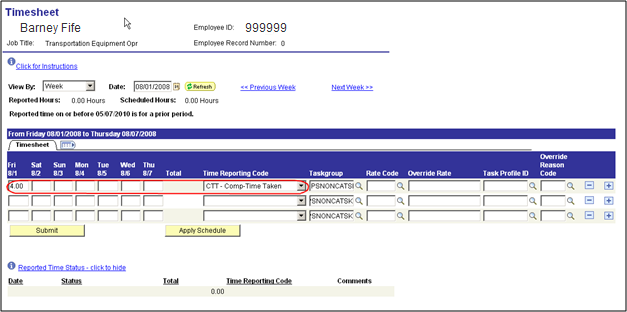 Timesheet
Barney Fife Employee ID: 999999
Job Title: Transportation Equipment Opr Employee Record Number: 0
Click for Instructions
View By: Week Date: 08/01/2008 Refresh << Previous Week Next Week >>
Reported Hours: 0.00 Hours Scheduled Hours: 0.00 Hours
Reported time on or before 05/07/2010 is for a prior period.
From Friday 08/01/2008 to Thursday 08/07/2008
Timesheet
Fri 8/1 Sat 8/2 Sun 8/3 Mon 8/4 Tue 8/5 Wed 8/6 Thu 8/7 Total Time Reporting Code Taskgroup Rate Code Override Rate Task Profile ID Override Reason Code
4.00 CTT - Comp-Time Taken PSNONCATSK
PSNONCATSK
PSNONCATSK
Submit Apply Schedule
Reported Time Status - click to hide
Date Status Total Time Reporting Code Comments
0.00